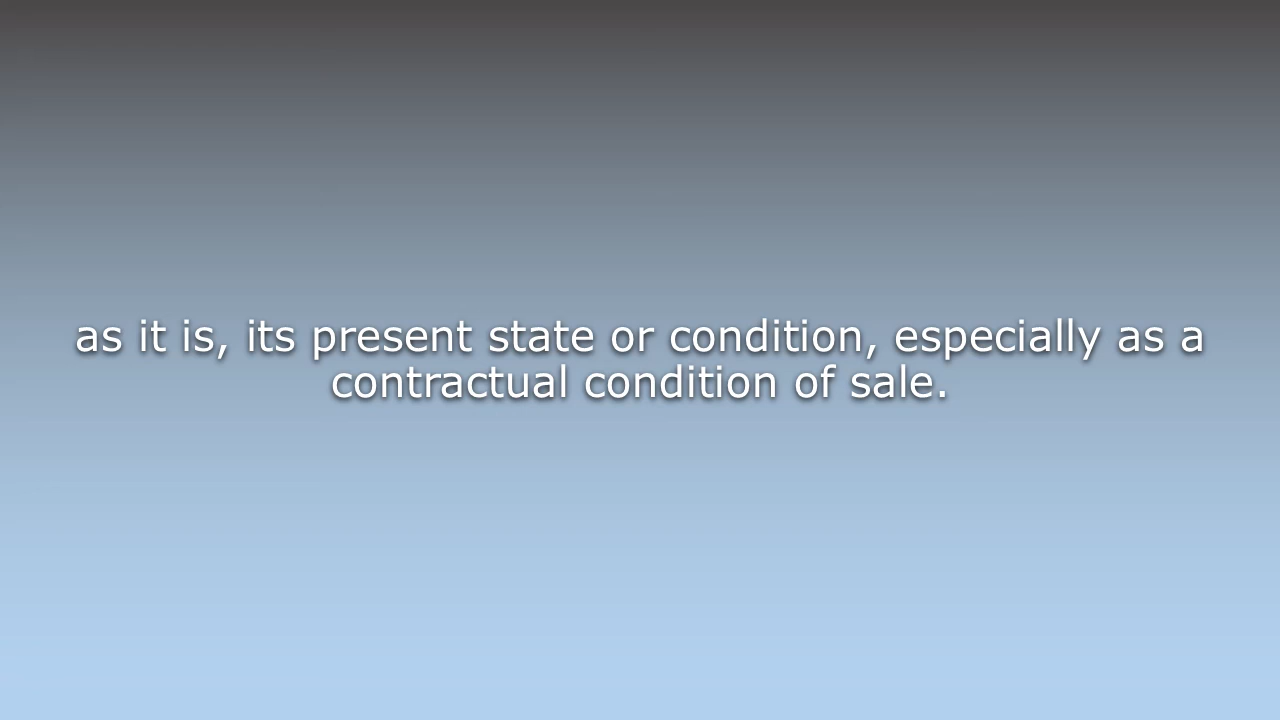 as it is, its present state or condition, especially as a
contractual condition of sale.